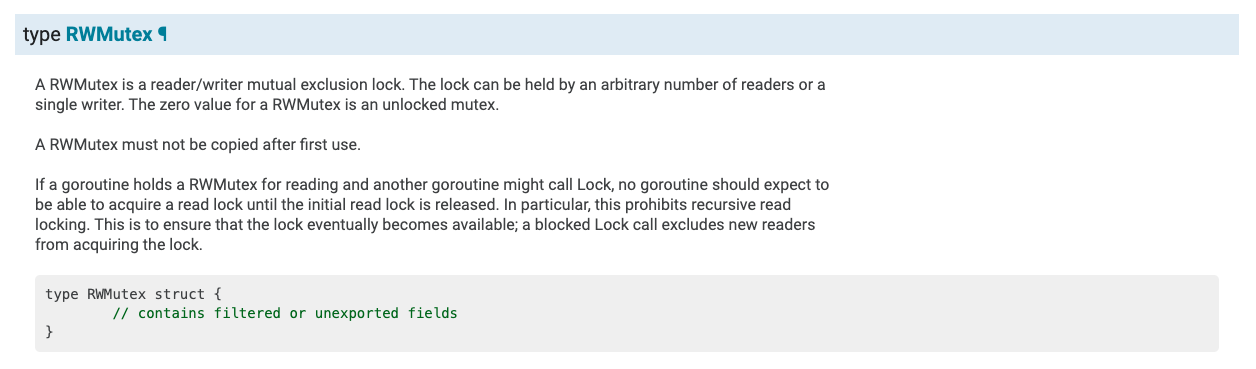 type RWMutex ¶
A RWMutex is a reader/writer mutual exclusion lock. The lock can be held by an arbitrary number of readers or a
single writer. The zero value for a RWMutex is an unlocked mutex.
A RWMutex must not be copied after first use.
If a goroutine holds a RWMutex for reading and another goroutine might call Lock, no goroutine should expect to
be able to acquire a read lock until the initial read lock is released. In particular, this prohibits recursive read
locking. This is to ensure that the lock eventually becomes available; a blocked Lock call excludes new readers
from acquiring the lock.
type RWMutex struct {
        // contains filtered or unexported fields
}